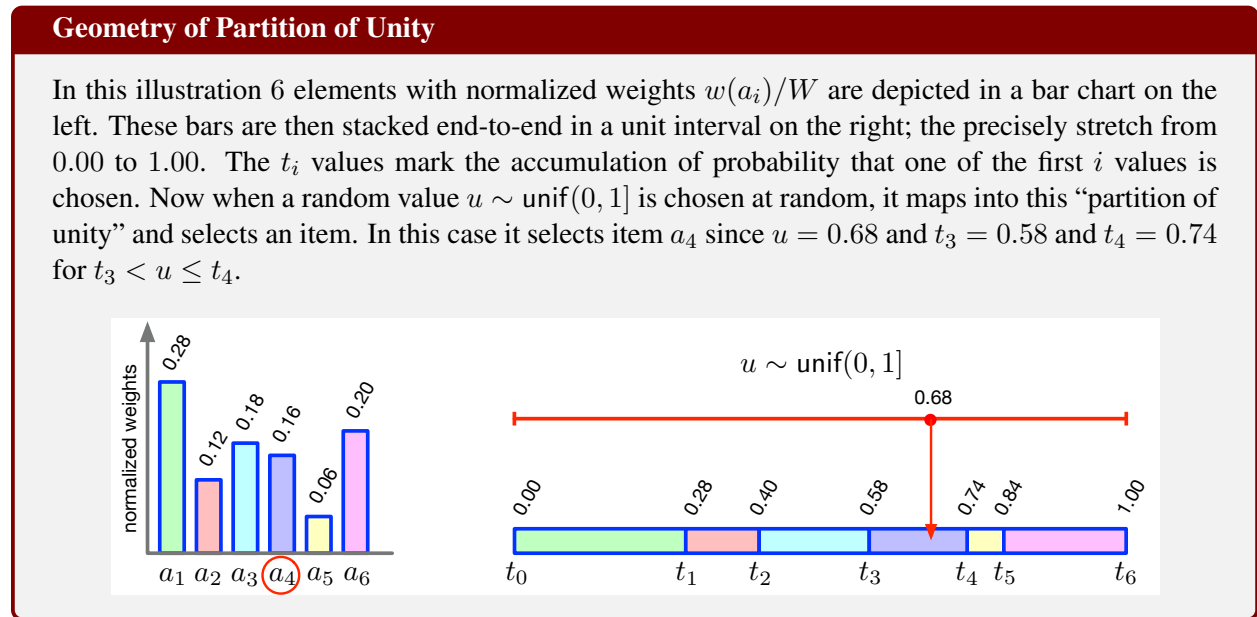 Geometry of Partition of Unity
In this illustration 6 elements with normalized weights w(a_i)/W are depicted in a bar chart on the
left. These bars are then stacked end-to-end in a unit interval on the right; the precisely stretch from
0.00 to 1.00. The t_i values mark the accumulation of probability that one of the first i values is
chosen. Now when a random value u ∼ unif(0, 1] is chosen at random, it maps into this “partition of
unity” and selects an item. In this case it selects item a_4 since u = 0.68 and t_3 = 0.58 and t_4 = 0.74
for t_3 < u ≤ t_4.
normalized weights
0.28
0.12
0.18
0.16
0.06
0.20
a_1 a_2 a_3 a_4 a_5 a_6
u ∼ unif(0, 1]
0.68
0.00 0.28 0.40 0.58 0.74 0.84 1.00
t_0 t_1 t_2 t_3 t_4 t_5 t_6